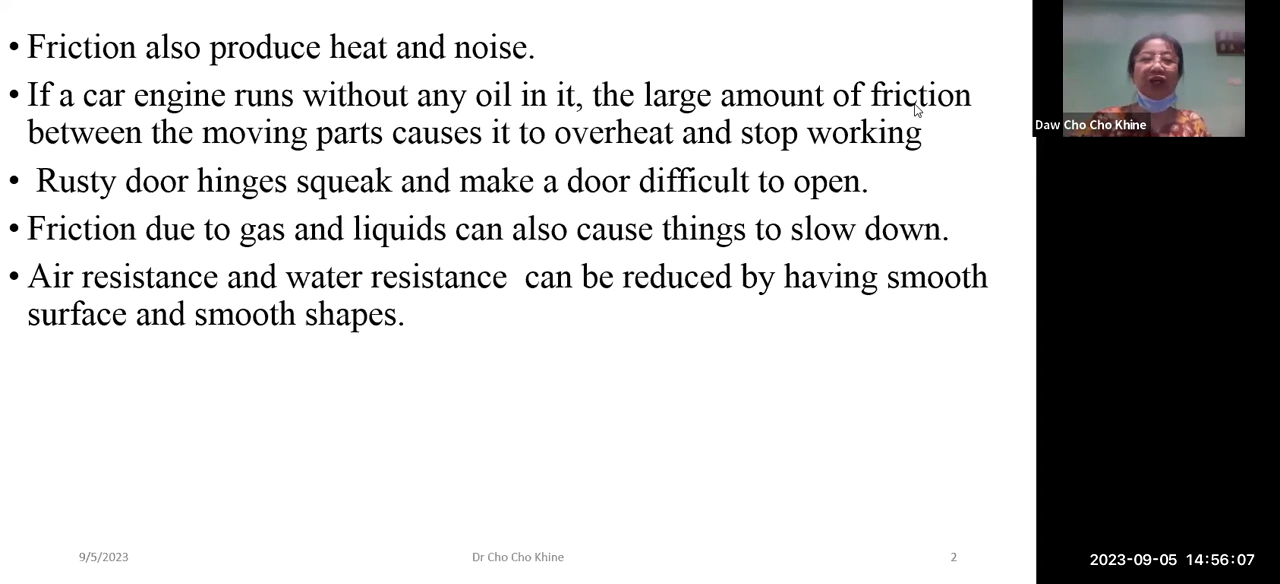 • Friction also produce heat and noise.
• If a car engine runs without any oil in it, the large amount of friction
between the moving parts causes it to overheat and stop working
• Rusty door hinges squeak and make a door difficult to open.
• Friction due to gas and liquids can also cause things to slow down.
• Air resistance and water resistance can be reduced by having smooth
surface and smooth shapes.
9/5/2023
Dr Cho Cho Khine
2
Daw Cho Cho Khine
2023-09-05 14:56:07